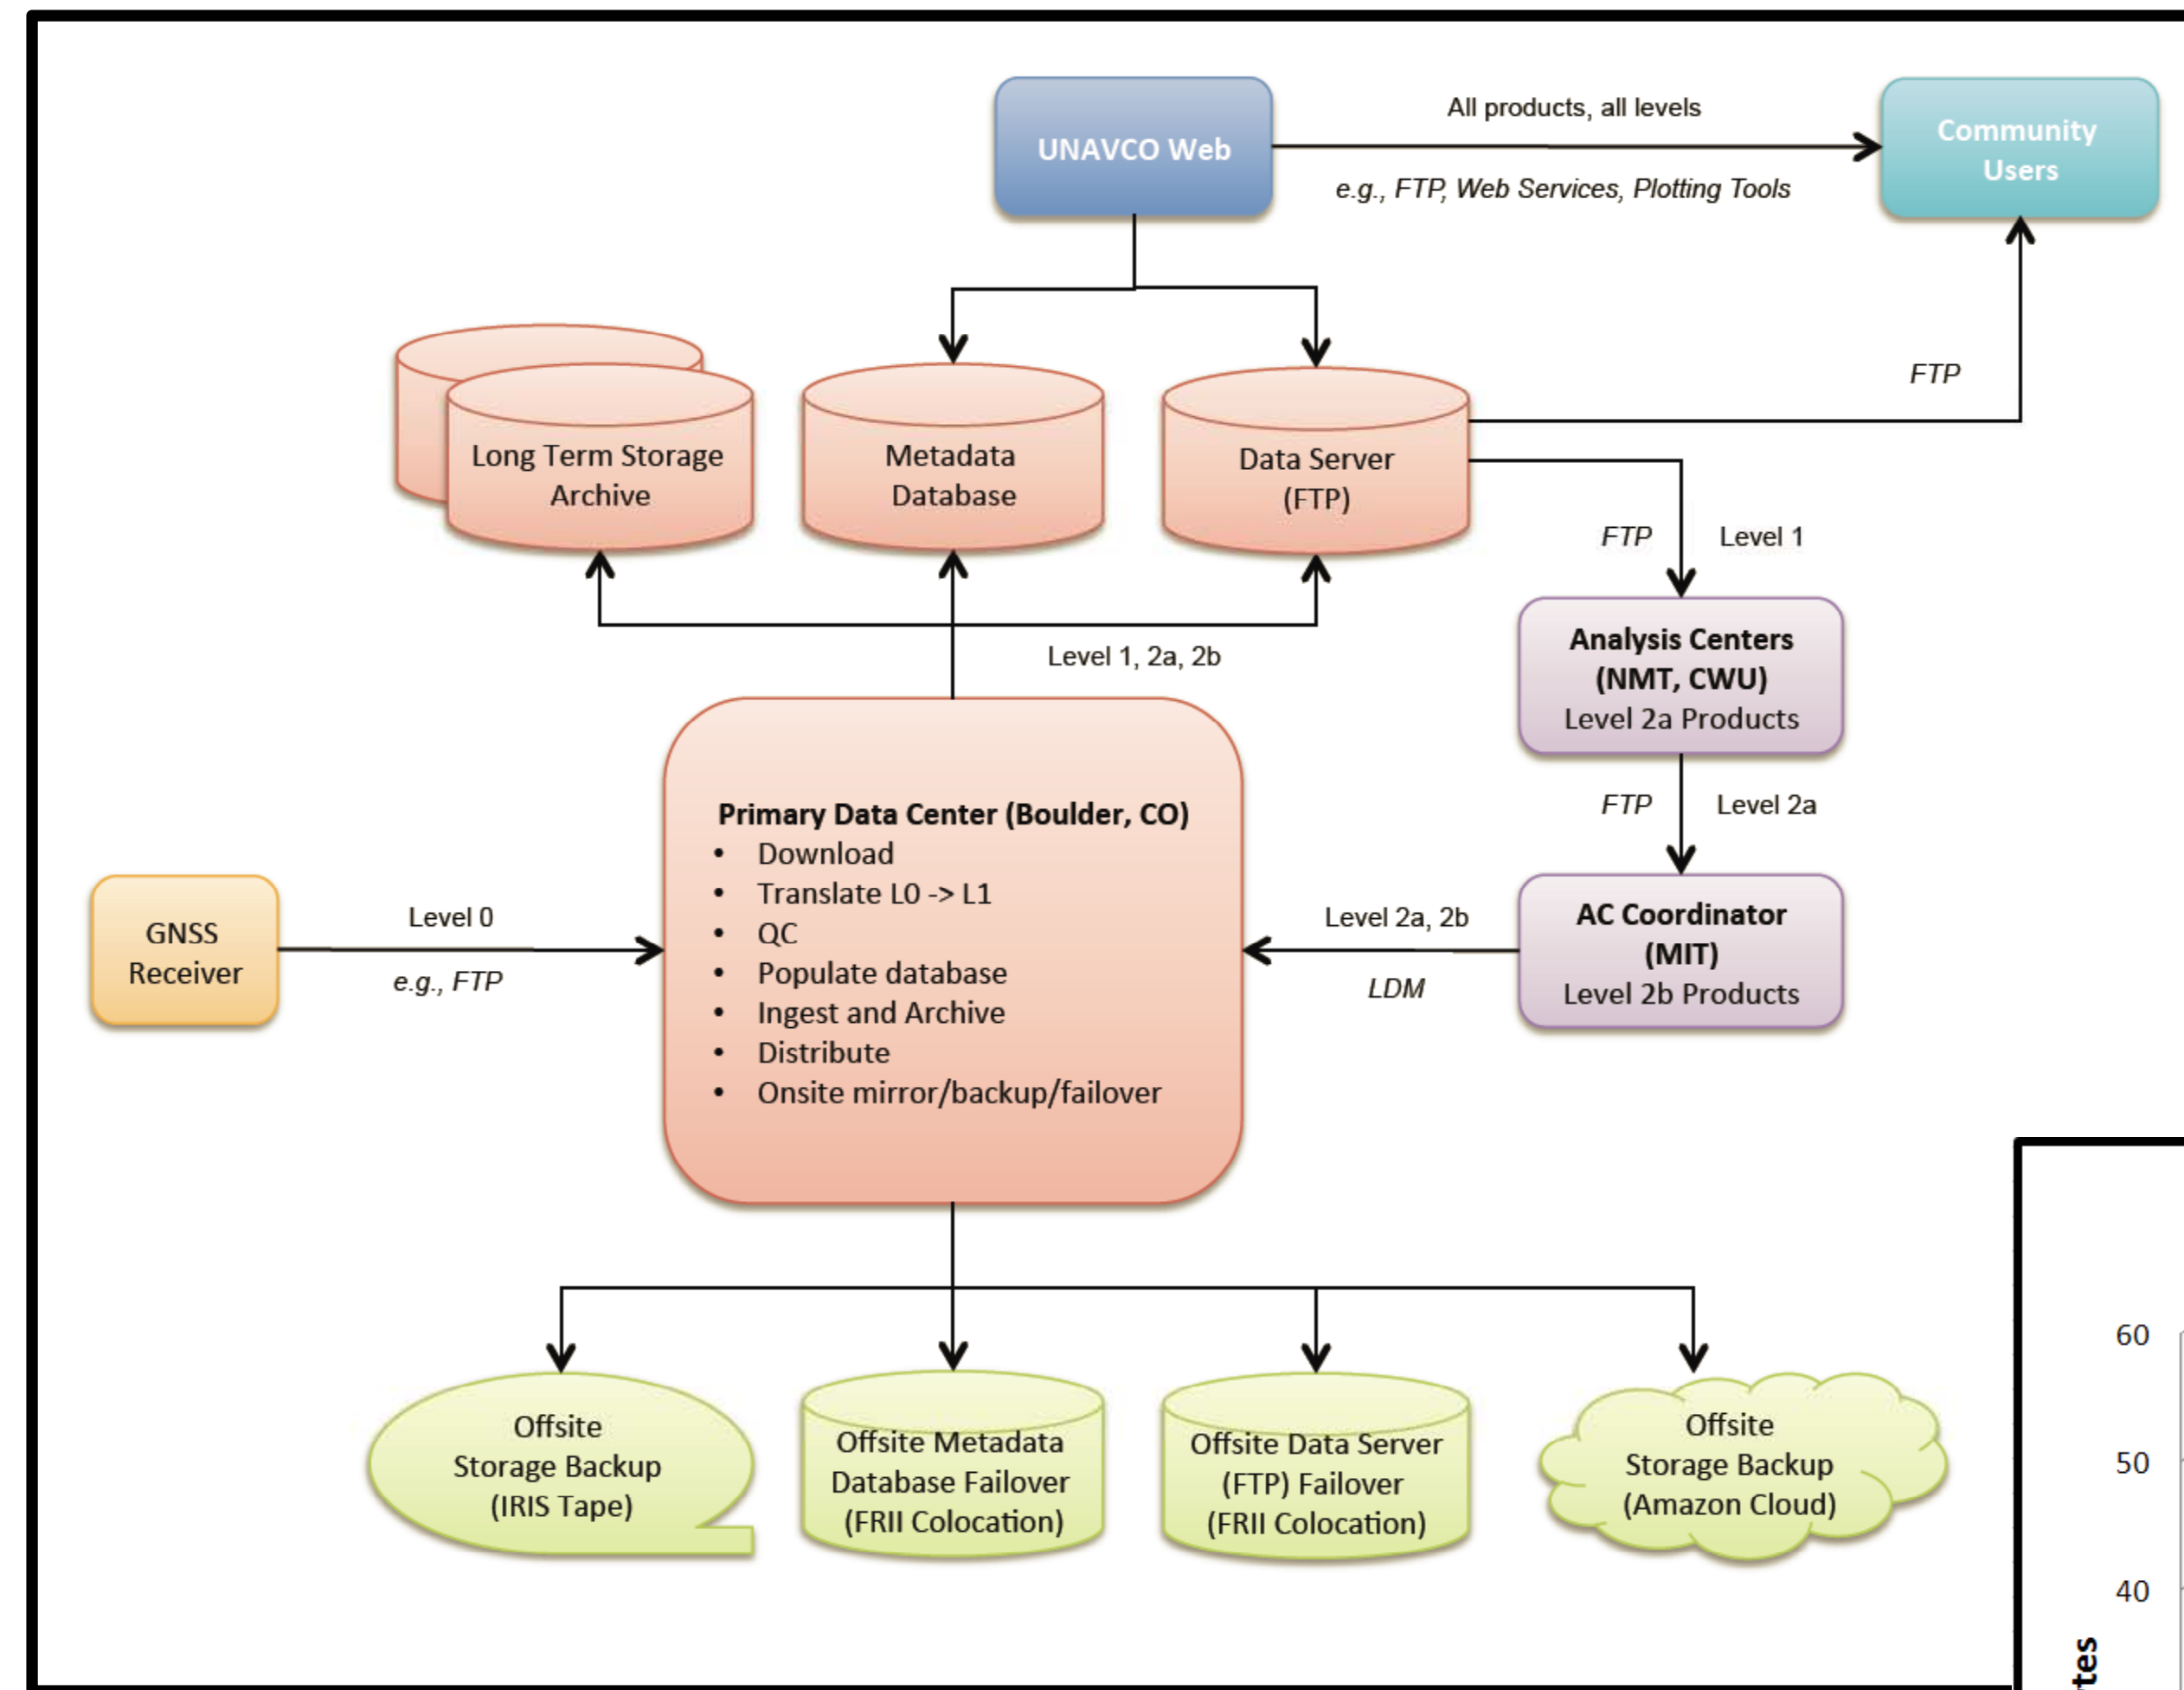 UNAVCO Web
All products, all levels
e.g., FTP, Web Services, Plotting Tools
Community
Users
FTP
Long Term Storage
Archive
Metadata
Database
Data Server
(FTP)
FTP
Level 1
Level 1, 2a, 2b
Analysis Centers
(NMT, CWU)
Level 2a Products
FTP
Level 2a
Primary Data Center (Boulder, CO)
• Download
• Translate L0 -> L1
• QC
• Populate database
• Ingest and Archive
• Distribute
• Onsite mirror/backup/failover
GNSS
Receiver
Level 0
e.g., FTP
Level 2a, 2b
LDM
AC Coordinator
(MIT)
Level 2b Products
Offsite
Storage Backup
(IRIS Tape)
Offsite Metadata
Database Failover
(FRII Colocation)
Offsite Data Server
(FTP) Failover
(FRII Colocation)
Offsite
Storage Backup
(Amazon Cloud)
60
50
40